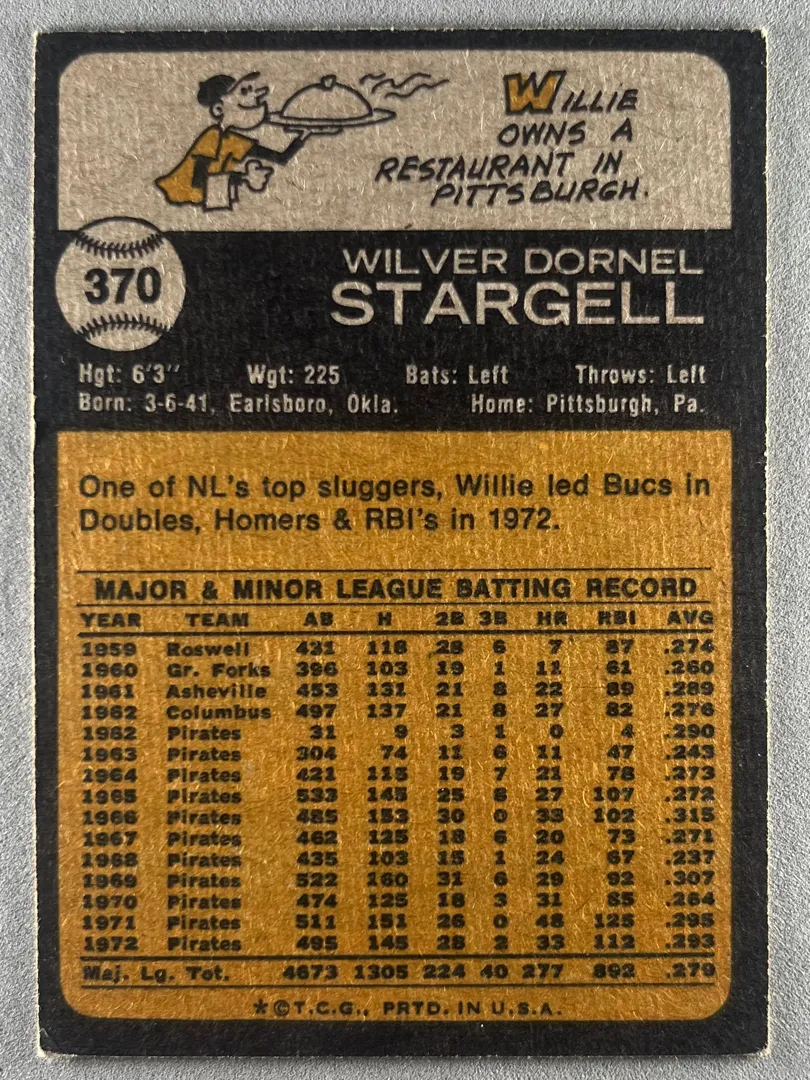 WILLIE
OWNS A
RESTAURANT IN
PITTSBURGH.
370
WILVER DORNEL
STARGELL
Hgt: 6'3" Wgt: 225 Bats: Left Throws: Left
Born: 3-6-41, Earlsboro, Okla. Home: Pittsburgh, Pa.
One of NL's top sluggers, Willie led Bucs in
Doubles, Homers & RBI's in 1972.
MAJOR & MINOR LEAGUE BATTING RECORD
YEAR TEAM AB H 2B 3B HR RBI AVG
1959 Roswell 431 118 28 6 7 87 .274
1960 Gr. Forks 396 103 19 1 11 61 .260
1961 Asheville 453 131 21 8 22 89 .289
1962 Columbus 497 137 21 8 27 82 .276
1962 Pirates 31 9 3 1 0 4 .290
1963 Pirates 304 74 11 6 11 47 .243
1964 Pirates 421 115 19 7 21 78 .273
1965 Pirates 533 145 25 8 27 107 .272
1966 Pirates 485 153 30 0 33 102 .315
1967 Pirates 462 125 18 6 20 73 .271
1968 Pirates 435 103 15 1 24 67 .237
1969 Pirates 522 160 31 6 29 92 .307
1970 Pirates 474 125 18 3 31 85 .264
1971 Pirates 511 151 26 0 48 125 .295
1972 Pirates 495 145 28 2 33 112 .293
Maj. Lg. Tot. 4673 1305 224 40 277 892 .279
*©T.C.G., PRTD. IN U.S.A.